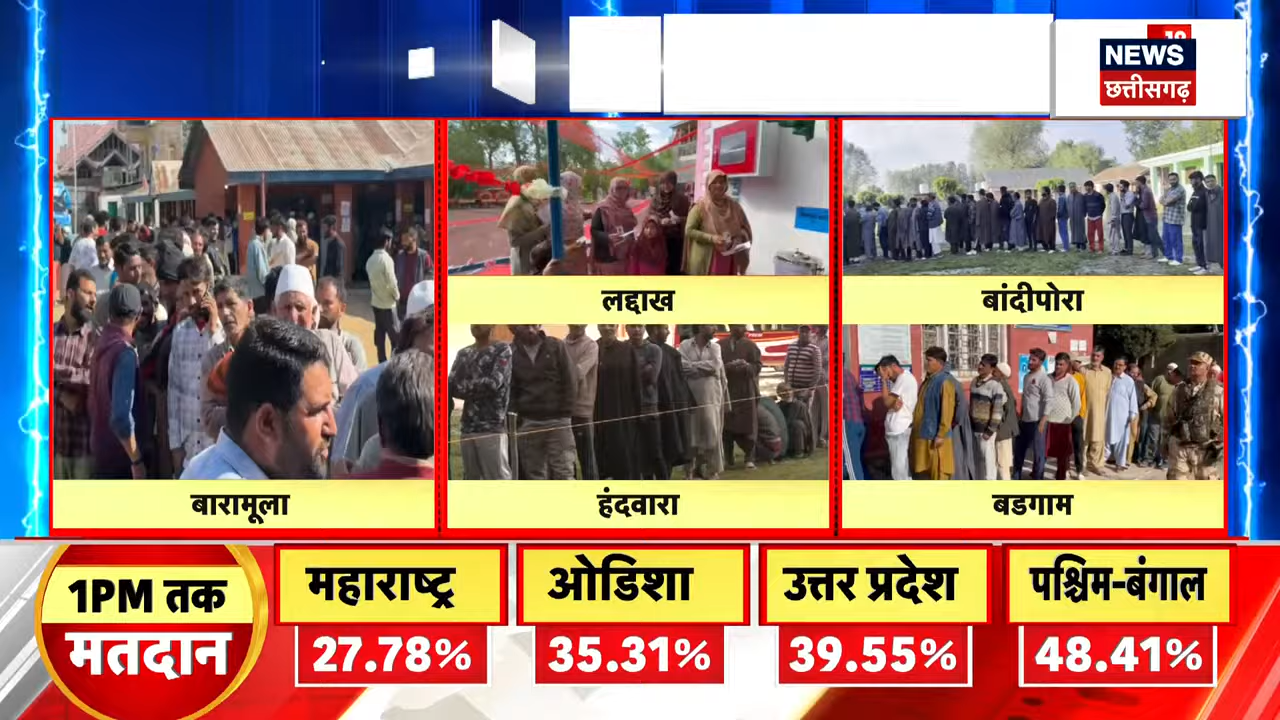 18
NEWS
छत्तीसगढ़
लद्दाख
बांदीपोरा
बारामूला
हंदवारा
बडगाम
1PM तक
मतदान
महाराष्ट्र
27.78%
ओडिशा
35.31%
उत्तर प्रदेश
39.55%
पश्चिम-बंगाल
48.41%